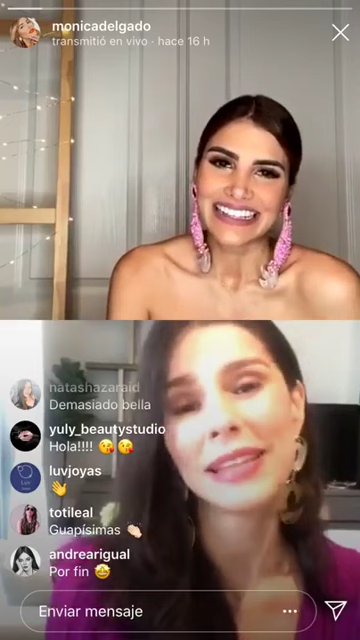 monicadelgado
transmitió en vivo · hace 16 h
natashazaraid
Demasiado bella
yuly_beautystudio
Hola!!!! 😘 😘
luvjoyas
👋
totileal
Guapísimas 👏🏻
andrearigual
Por fin 🤩
Enviar mensaje